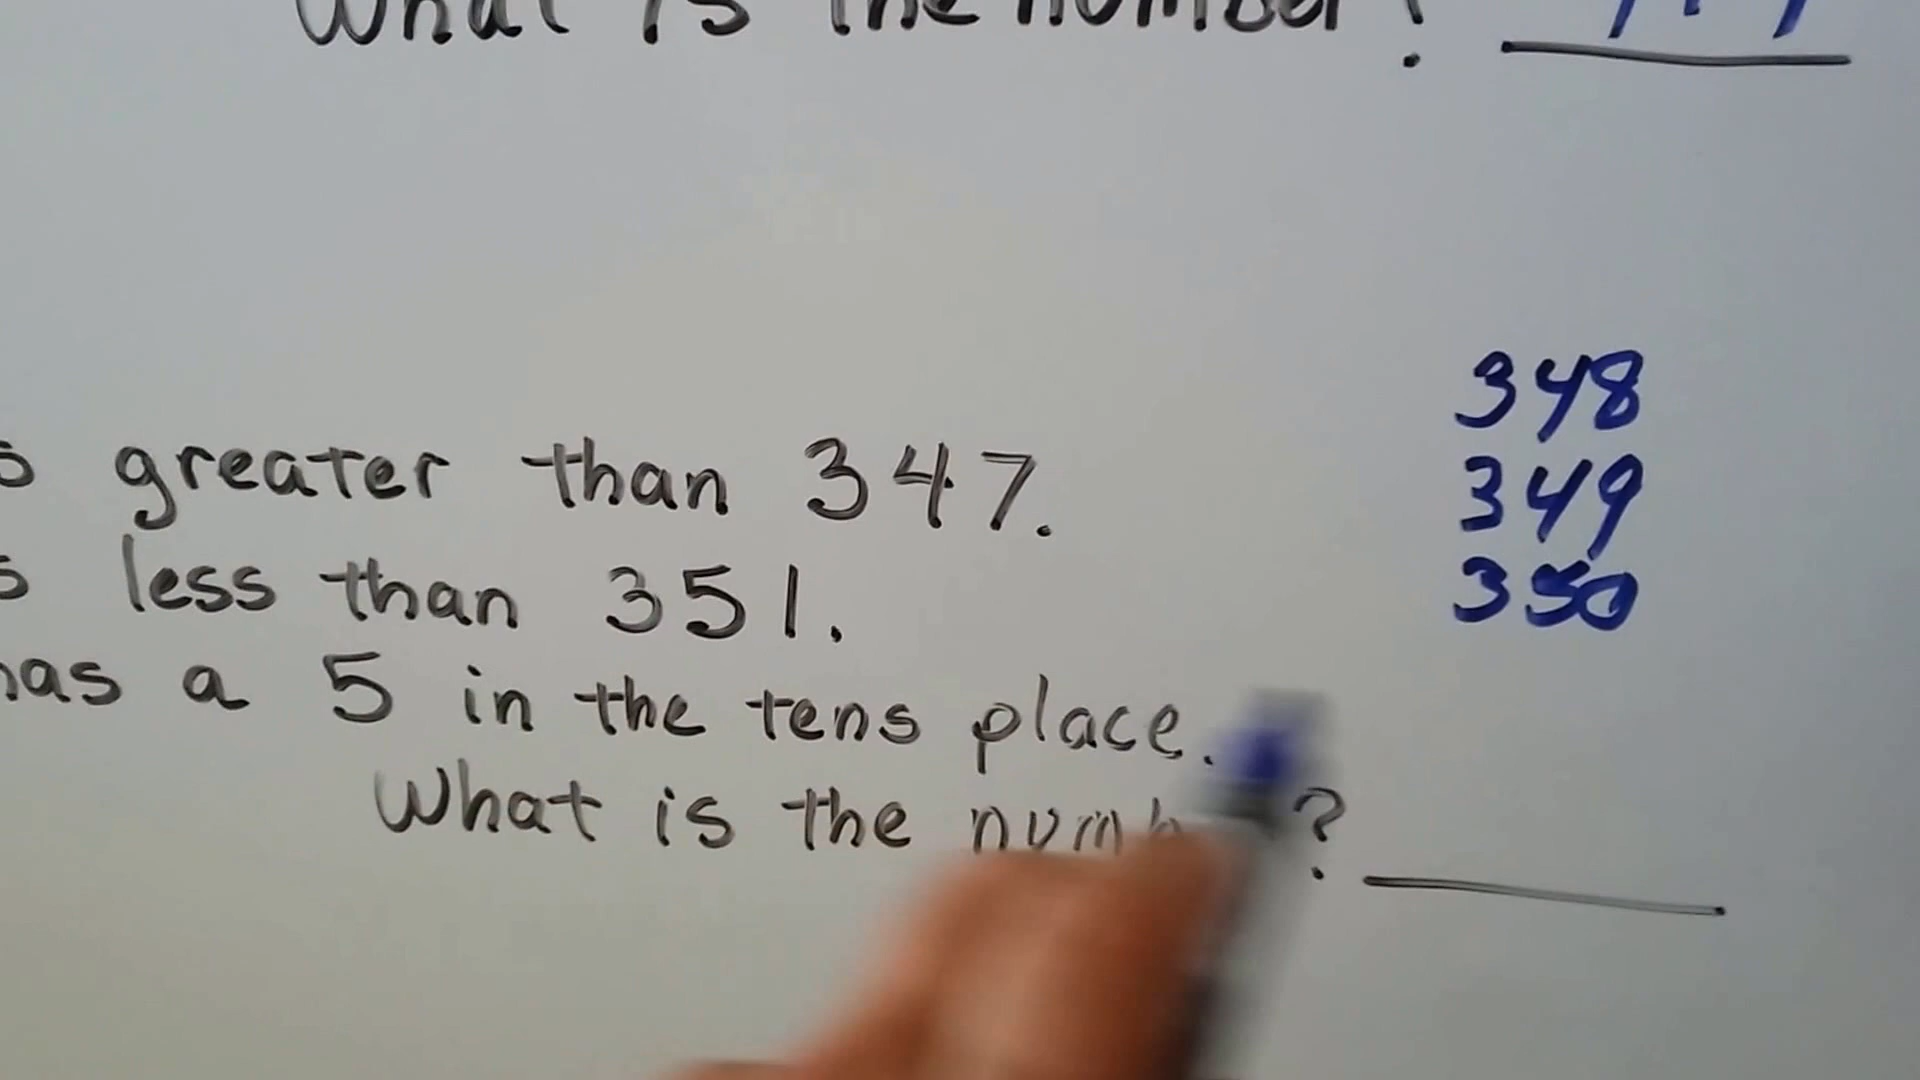 What is the number?
348
greater than 347.
349
less than 351.
350
has a 5 in the tens place.
What is the ?